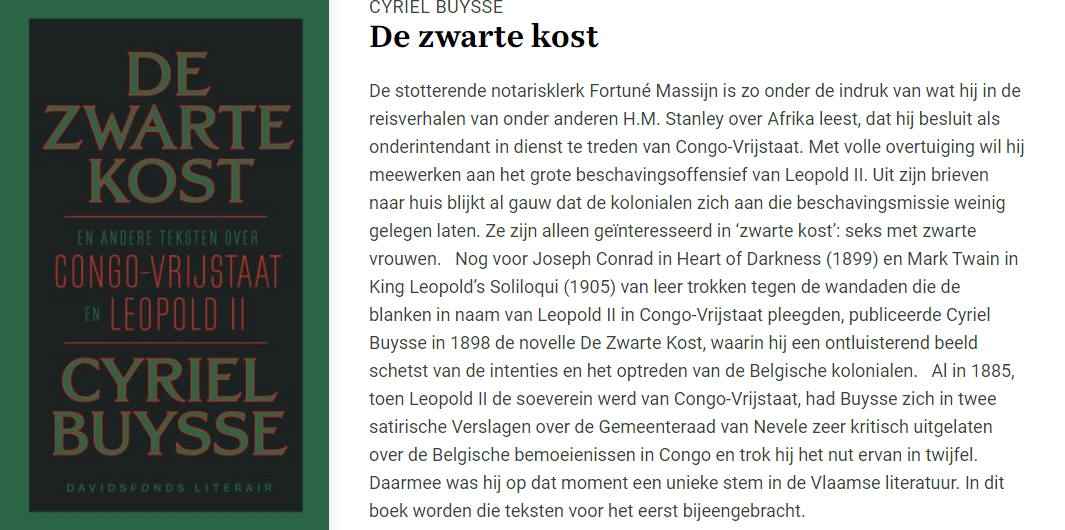 DE
ZWARTE
KOST
EN ANDERE TEKSTEN OVER
CONGO-VRIJSTAAT
EN LEOPOLD II
CYRIEL
BUYSSE
DAVIDSFONDS LITERAIR
CYRIEL BUYSSE
De zwarte kost
De stotterende notarisklerk Fortuné Massijn is zo onder de indruk van wat hij in de
reisverhalen van onder anderen H.M. Stanley over Afrika leest, dat hij besluit als
onderintendant in dienst te treden van Congo-Vrijstaat. Met volle overtuiging wil hij
meewerken aan het grote beschavingsoffensief van Leopold II. Uit zijn brieven
naar huis blijkt al gauw dat de kolonialen zich aan die beschavingsmissie weinig
gelegen laten. Ze zijn alleen geïnteresseerd in ‘zwarte kost’: seks met zwarte
vrouwen.   Nog voor Joseph Conrad in Heart of Darkness (1899) en Mark Twain in
King Leopold’s Soliloqui (1905) van leer trokken tegen de wandaden die de
blanken in naam van Leopold II in Congo-Vrijstaat pleegden, publiceerde Cyriel
Buysse in 1898 de novelle De Zwarte Kost, waarin hij een ontluisterend beeld
schetst van de intenties en het optreden van de Belgische kolonialen.   Al in 1885,
toen Leopold II de soeverein werd van Congo-Vrijstaat, had Buysse zich in twee
satirische Verslagen over de Gemeenteraad van Nevele zeer kritisch uitgelaten
over de Belgische bemoeienissen in Congo en trok hij het nut ervan in twijfel.
Daarmee was hij op dat moment een unieke stem in de Vlaamse literatuur. In dit
boek worden die teksten voor het eerst bijeengebracht.